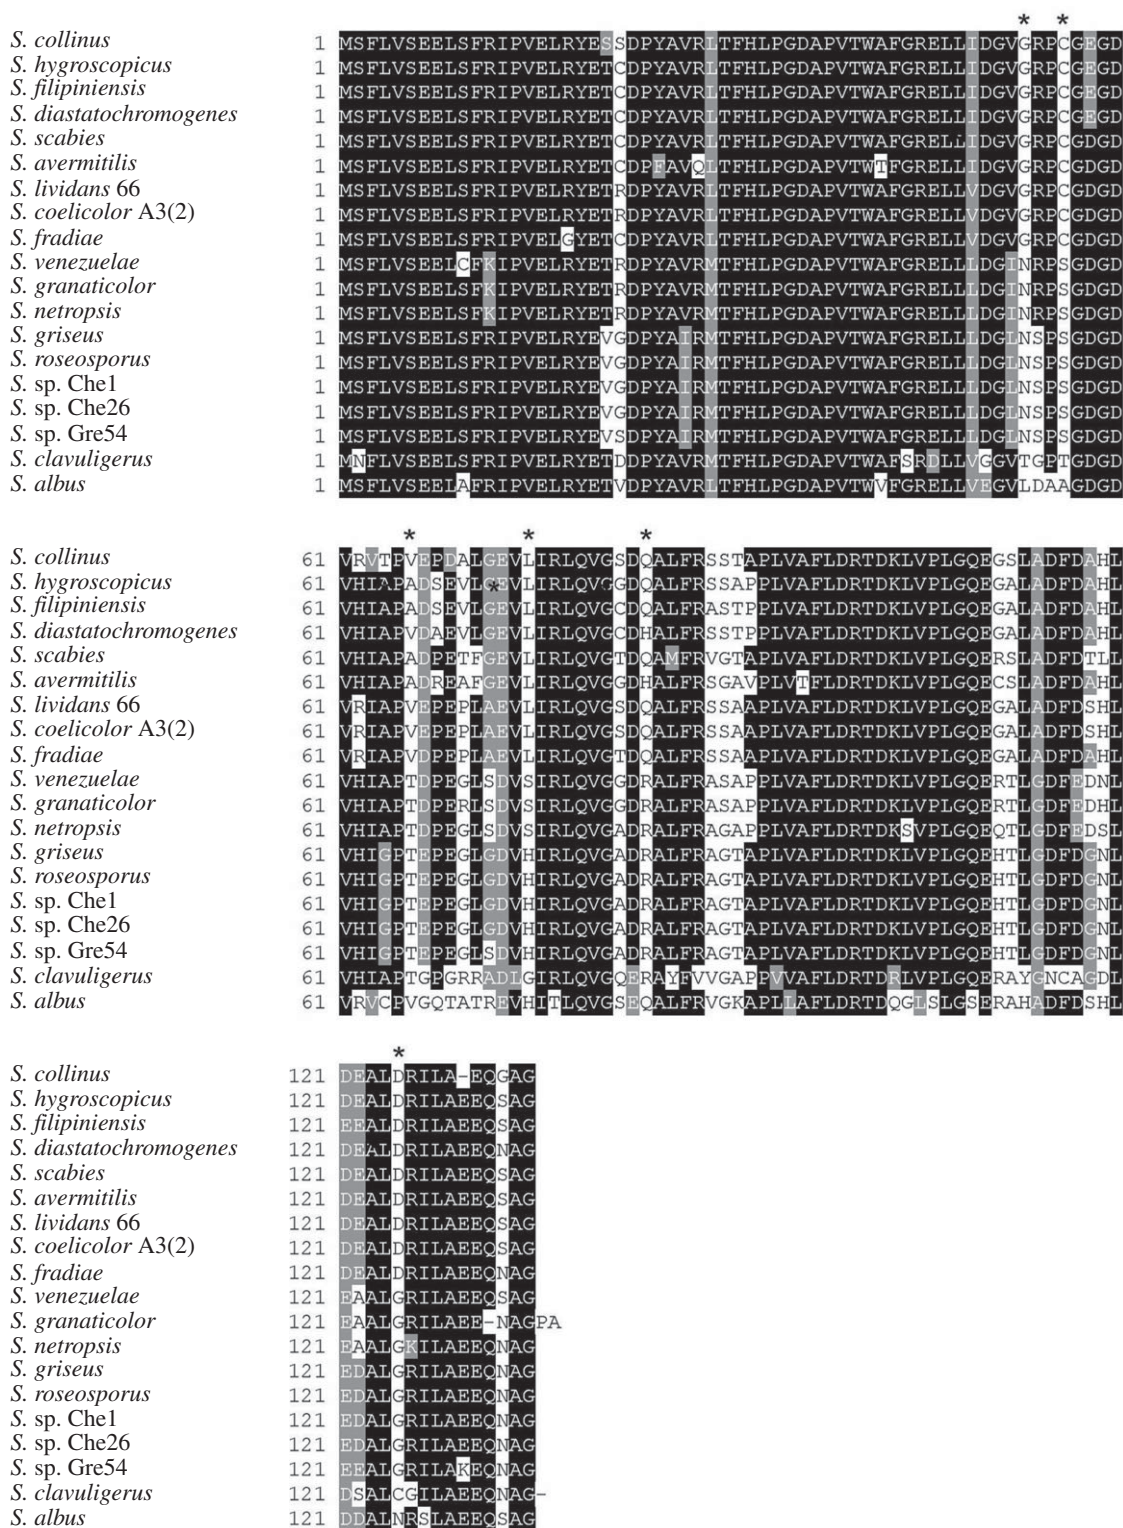 * *
S. collinus 1 MSFLVSEELSFRIPVELRYESSDPYAVRLTFHLPGDAPVTWAFGRELLIDGVGRPCGEGD
S. hygroscopicus 1 MSFLVSEELSFRIPVELRYETCDPYAVRLTFHLPGDAPVTWAFGRELLIDGVGRPCGEGD
S. filipiniensis 1 MSFLVSEELSFRIPVELRYETCDPYAVRLTFHLPGDAPVTWAFGRELLIDGVGRPCGEGD
S. diastatochromogenes 1 MSFLVSEELSFRIPVELRYETCDPYAVRLTFHLPGDAPVTWAFGRELLIDGVGRPCGEGD
S. scabies 1 MSFLVSEELSFRIPVELRYETCDPYAVRLTFHLPGDAPVTWAFGRELLIDGVGRPCGDGD
S. avermitilis 1 MSFLVSEELSFRIPVELRYETCDPFAVQLTFHLPGDAPVTWTFGRELLIDGVGRPCGDGD
S. lividans 66 1 MSFLVSEELSFRIPVELRYETRDPYAVRLTFHLPGDAPVTWAFGRELLVDGVGRPCGDGD
S. coelicolor A3(2) 1 MSFLVSEELSFRIPVELRYETRDPYAVRLTFHLPGDAPVTWAFGRELLVDGVGRPCGDGD
S. fradiae 1 MSFLVSEELSFRIPVELGYETCDPYAVRLTFHLPGDAPVTWAFGRELLVDGVGRPCGDGD
S. venezuelae 1 MSFLVSEELCFKIPVELRYETRDPYAVRMTFHLPGDAPVTWAFGRELLLDGINRPSGDGD
S. granaticolor 1 MSFLVSEELSFKIPVELRYETRDPYAVRMTFHLPGDAPVTWAFGRELLLDGINRPSGDGD
S. netropsis 1 MSFLVSEELSFKIPVELRYETRDPYAVRMTFHLPGDAPVTWAFGRELLLDGINRPSGDGD
S. griseus 1 MSFLVSEELSFRIPVELRYEVGDPYAIRMTFHLPGDAPVTWAFGRELLLDGLNSPSGDGD
S. roseosporus 1 MSFLVSEELSFRIPVELRYEVGDPYAIRMTFHLPGDAPVTWAFGRELLLDGLNSPSGDGD
S. sp. Che1 1 MSFLVSEELSFRIPVELRYEVGDPYAIRMTFHLPGDAPVTWAFGRELLLDGLNSPSGDGD
S. sp. Che26 1 MSFLVSEELSFRIPVELRYEVGDPYAIRMTFHLPGDAPVTWAFGRELLLDGLNSPSGDGD
S. sp. Gre54 1 MSFLVSEELSFRIPVELRYEVSDPYAIRMTFHLPGDAPVTWAFGRELLLDGLNSPSGDGD
S. clavuligerus 1 MNFLVSEELSFRIPVELRYETDDPYAVRMTFHLPGDAPVTWAFSRDLLVGGVTGPTGDGD
S. albus 1 MSFLVSEELAFRIPVELRYETVDPYAVRLTFHLPGDAPVTWVFGRELLVEGVLDAAGDGD
* * *
S. collinus 61 VRVTPVEPDALGEVLIRLQVGSDQALFRSSTAPLVAFLDRTDKLVPLGQEGSLADFDAHL
S. hygroscopicus 61 VHIAPADSEVLGEVLIRLQVGGDQALFRSSAPPLVAFLDRTDKLVPLGQEGALADFDAHL
S. filipiniensis 61 VHIAPADSEVLGEVLIRLQVGCDQALFRASTPPLVAFLDRTDKLVPLGQEGALADFDAHL
S. diastatochromogenes 61 VHIAPVDAEVLGEVLIRLQVGCDHALFRSSTPPLVAFLDRTDKLVPLGQEGALADFDAHL
S. scabies 61 VHIAPADPETFGEVLIRLQVGTDQAMFRVGTAPLVAFLDRTDKLVPLGQERSLADFDTLL
S. avermitilis 61 VHIAPADREAFGEVLIRLQVGGDHALFRSGAVPLVTFLDRTDKLVPLGQECSLADFDAHL
S. lividans 66 61 VRIAPVEPEPLAEVLIRLQVGSDQALFRSSAAPLVAFLDRTDKLVPLGQEGALADFDSHL
S. coelicolor A3(2) 61 VRIAPVEPEPLAEVLIRLQVGSDQALFRSSAAPLVAFLDRTDKLVPLGQEGALADFDSHL
S. fradiae 61 VRIAPVDPEPLAEVLIRLQVGTDQALFRSSAAPLVAFLDRTDKLVPLGQEGALADFDAHL
S. venezuelae 61 VHIAPTDPEGLSDVSIRLQVGGDRALFRASAPPLVAFLDRTDKLVPLGQERTLGDFEDNL
S. granaticolor 61 VHIAPTDPERLSDVSIRLQVGGDRALFRASAPPLVAFLDRTDKLVPLGQERTLGDFEDHL
S. netropsis 61 VHIAPTDPEGLSDVSIRLQVGADRALFRAGAPPLVAFLDRTDKSVPLGQEQTLGDFEDSL
S. griseus 61 VHIGPTEPEGLGDVHIRLQVGADRALFRAGTAPLVAFLDRTDKLVPLGQEHTLGDFDGNL
S. roseosporus 61 VHIGPTEPEGLGDVHIRLQVGADRALFRAGTAPLVAFLDRTDKLVPLGQEHTLGDFDGNL
S. sp. Che1 61 VHIGPTEPEGLGDVHIRLQVGADRALFRAGTAPLVAFLDRTDKLVPLGQEHTLGDFDGNL
S. sp. Che26 61 VHIGPTEPEGLGDVHIRLQVGADRALFRAGTAPLVAFLDRTDKLVPLGQEHTLGDFDGNL
S. sp. Gre54 61 VHIGPTEPEGLSDVHIRLQVGADRALFRAGTAPLVAFLDRTDKLVPLGQEHTLGDFDGNL
S. clavuligerus 61 VHIAPTGPGRRADLGIRLQVGQERAYFVVGAPPVVAFLDRTDRLVPLGQERAYGNCAGDL
S. albus 61 VRVCPVGQTATREVHITLQVGSEQALFRVGKAPLLAFLDRTDQGLSLGSERAHADFDSHL
*
S. collinus 121 DEALDRILA-EQGAG
S. hygroscopicus 121 DEALDRILAEEQSAG
S. filipiniensis 121 EEALDRILAEEQSAG
S. diastatochromogenes 121 DEALDRILAEEQNAG
S. scabies 121 DEALDRILAEEQSAG
S. avermitilis 121 DEALDRILAEEQSAG
S. lividans 66 121 DEALDRILAEEQSAG
S. coelicolor A3(2) 121 DEALDRILAEEQSAG
S. fradiae 121 DEALDRILAEEQNAG
S. venezuelae 121 EAALGRILAEEQSAG
S. granaticolor 121 EAALGRILAEE-NAGPA
S. netropsis 121 EAALGKILAEEQNAG
S. griseus 121 EDALGRILAEEQNAG
S. roseosporus 121 EDALGRILAEEQNAG
S. sp. Che1 121 EDALGRILAEEQNAG
S. sp. Che26 121 EDALGRILAEEQNAG
S. sp. Gre54 121 EEALGRILAKEQNAG
S. clavuligerus 121 DSALCGILAEEQNAG-
S. albus 121 DDALNRSLAEEQSAG